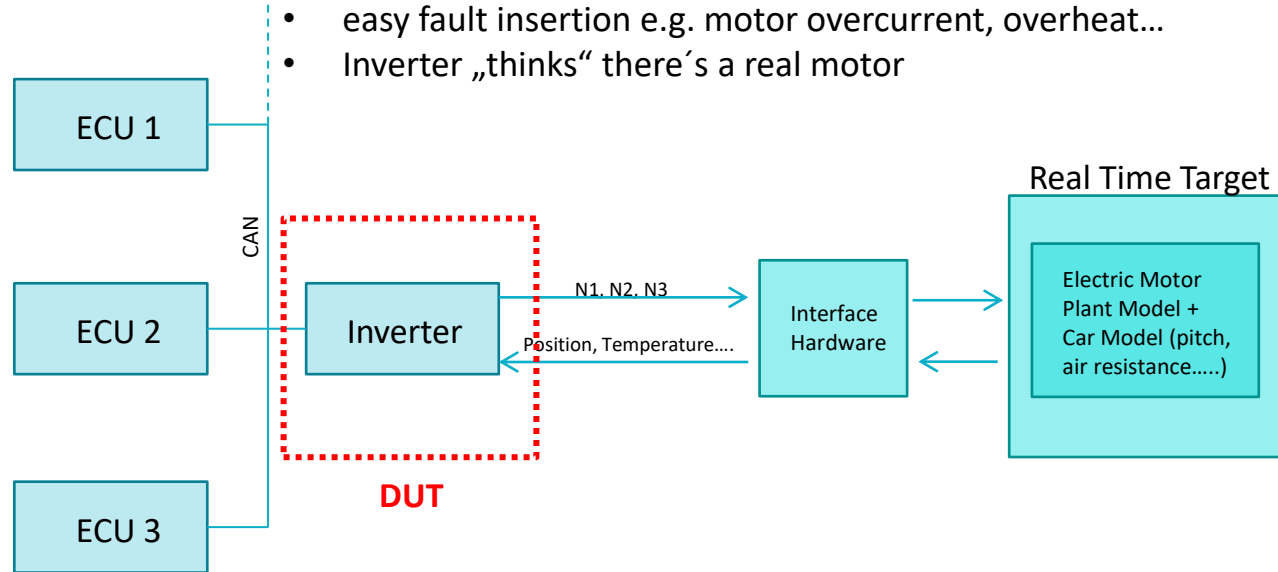 • easy fault insertion e.g. motor overcurrent, overheat…
• Inverter „thinks“ there´s a real motor
ECU 1
Real Time Target
CAN
ECU 2
Inverter
N1, N2, N3
Position, Temperature….
Interface
Hardware
Electric Motor
Plant Model +
Car Model (pitch,
air resistance…..)
DUT
ECU 3